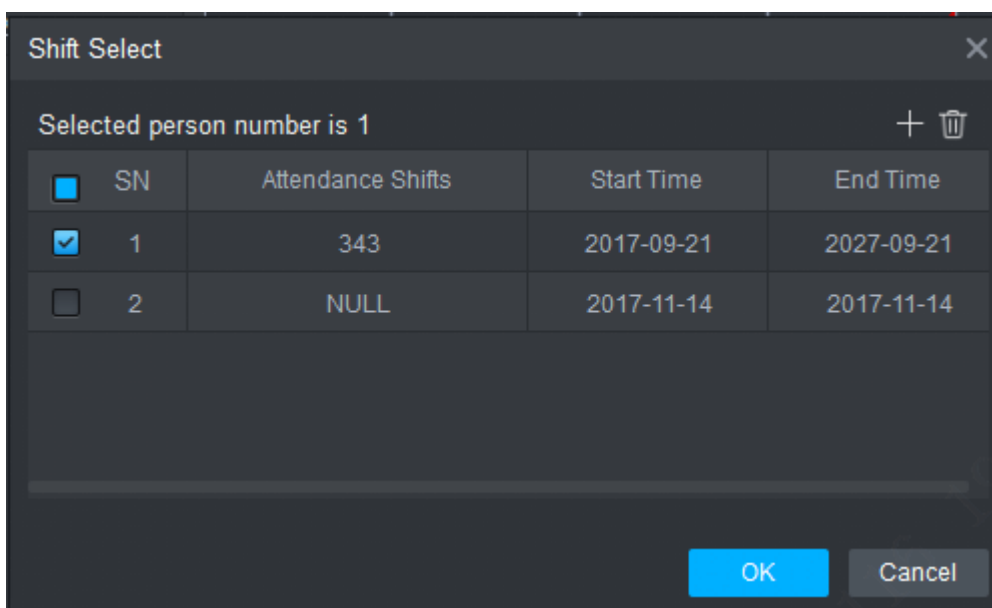 Shift Select
Selected person number is 1
SN Attendance Shifts Start Time End Time
1 343 2017-09-21 2027-09-21
2 NULL 2017-11-14 2017-11-14
OK Cancel